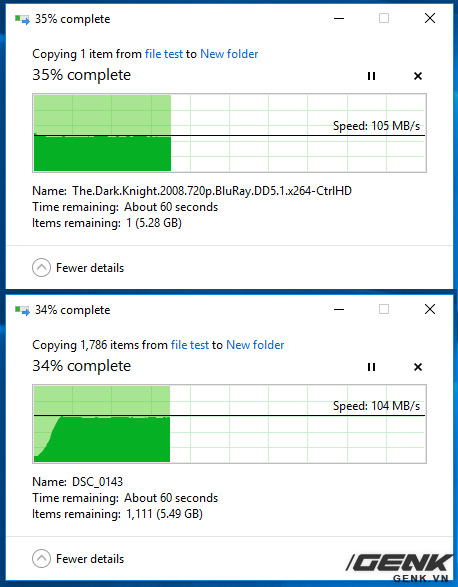 35% complete
Copying 1 item from file test to New folder
35% complete
Speed: 105 MB/s
Name: The.Dark.Knight.2008.720p.BluRay.DD5.1.x264-CtrlHD
Time remaining: About 60 seconds
Items remaining: 1 (5.28 GB)
Fewer details
34% complete
Copying 1,786 items from file test to New folder
34% complete
Speed: 104 MB/s
Name: DSC_0143
Time remaining: About 60 seconds
Items remaining: 1,111 (5.49 GB)
Fewer details
GENK
GENK.VN